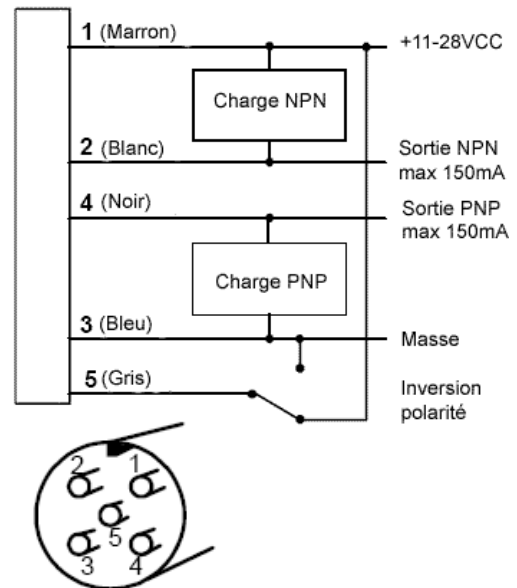 1 (Marron)
+11-28VCC
Charge NPN
2 (Blanc)
Sortie NPN
max 150mA
4 (Noir)
Sortie PNP
max 150mA
Charge PNP
3 (Bleu)
Masse
5 (Gris)
Inversion
polarité
2
1
5
3
4